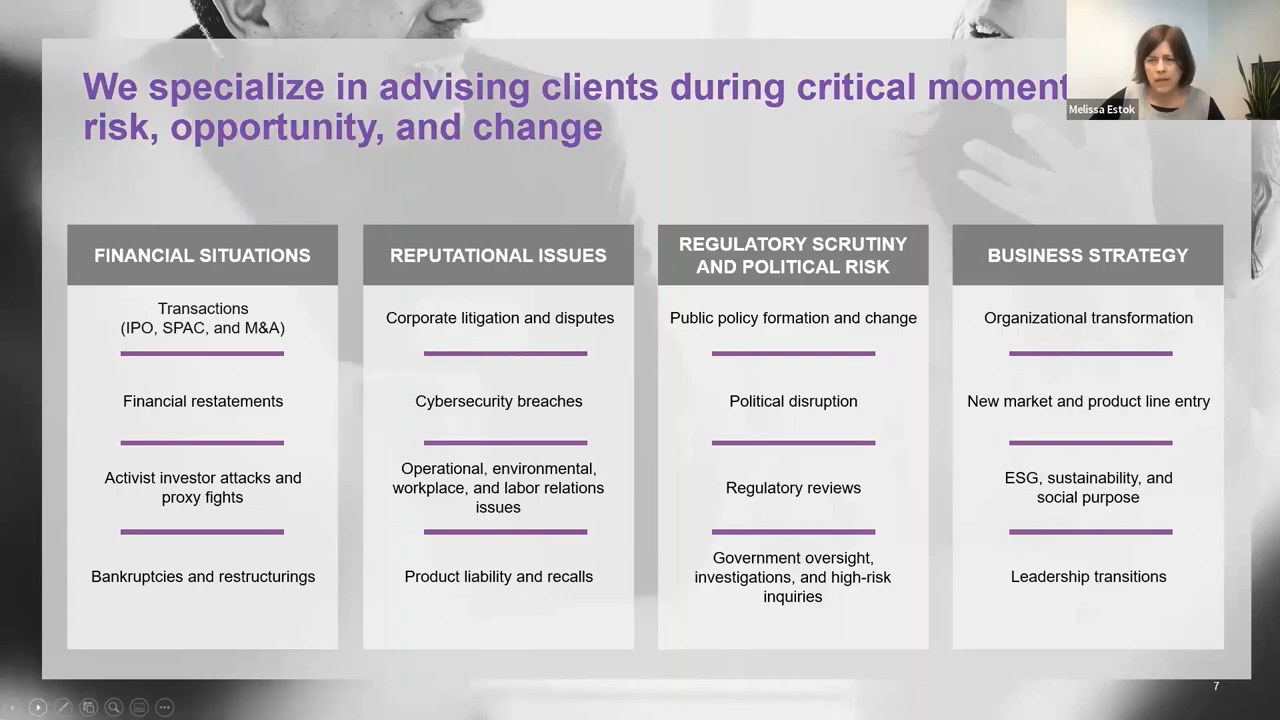 We specialize in advising clients during critical moment
risk, opportunity, and change
Melissa Estok
FINANCIAL SITUATIONS
Transactions
(IPO, SPAC, and M&A)
Financial restatements
Activist investor attacks and
proxy fights
Bankruptcies and restructurings
REPUTATIONAL ISSUES
Corporate litigation and disputes
Cybersecurity breaches
Operational, environmental,
workplace, and labor relations
issues
Product liability and recalls
REGULATORY SCRUTINY
AND POLITICAL RISK
Public policy formation and change
Political disruption
Regulatory reviews
Government oversight,
investigations, and high-risk
inquiries
BUSINESS STRATEGY
Organizational transformation
New market and product line entry
ESG, sustainability, and
social purpose
Leadership transitions
7